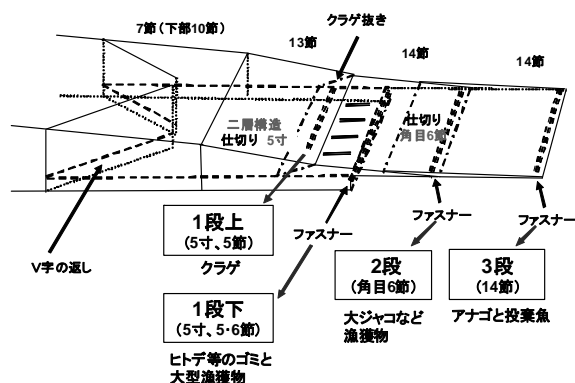 クラゲ抜き
7節(下部10節)
13節
14節
14節
二層構造
仕切り 5寸
仕切り
角目6節
V字の返し
ファスナー
ファスナー
ファスナー
1段上
(5寸、5節)
クラゲ
1段下
(5寸、5・6節)
ヒトデ等のゴミと
大型漁獲物
2段
(角目6節)
大ジャコなど
漁獲物
3段
(14節)
アナゴと投棄魚